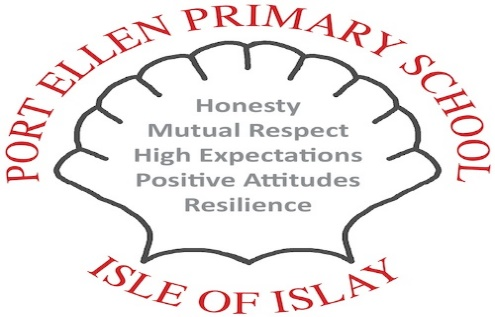 PORT ELLEN PRIMARY SCHOOL
Honesty
Mutual Respect
High Expectations
Positive Attitudes
Resilience
ISLE OF ISLAY